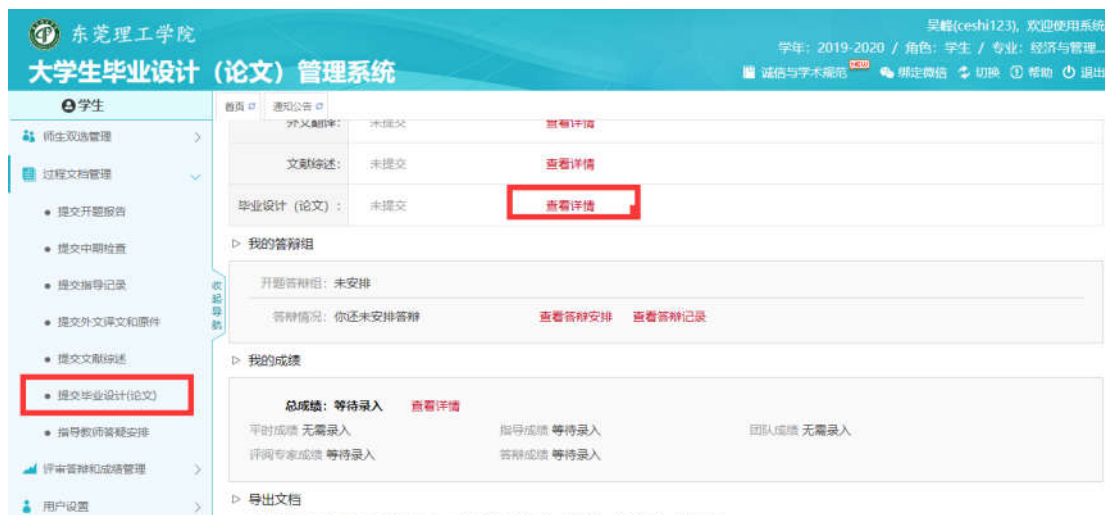 东莞理工学院
大学生毕业设计（论文）管理系统
吴峰(ceshi123)，欢迎使用系统
学年：2019-2020 / 角色：学生 / 专业：经济与管理...
诚信与学术规范 NEW 绑定微信 切换 帮助 退出
学生
首页 通知公告
师生双选管理
过程文档管理
提交开题报告
提交中期检查
提交指导记录
提交外文译文和原件
提交文献综述
提交毕业设计(论文)
指导教师答疑安排
评审答辩和成绩管理
用户设置
收起导航
外文翻译： 未提交 查看详情
文献综述： 未提交 查看详情
毕业设计（论文）： 未提交 查看详情
我的答辩组
开题答辩组：未安排
答辩情况：你还未安排答辩 查看答辩安排 查看答辩记录
我的成绩
总成绩：等待录入 查看详情
平时成绩 无需录入 指导成绩 等待录入 团队成绩 无需录入
评阅专家成绩 等待录入 答辩成绩 等待录入
导出文档